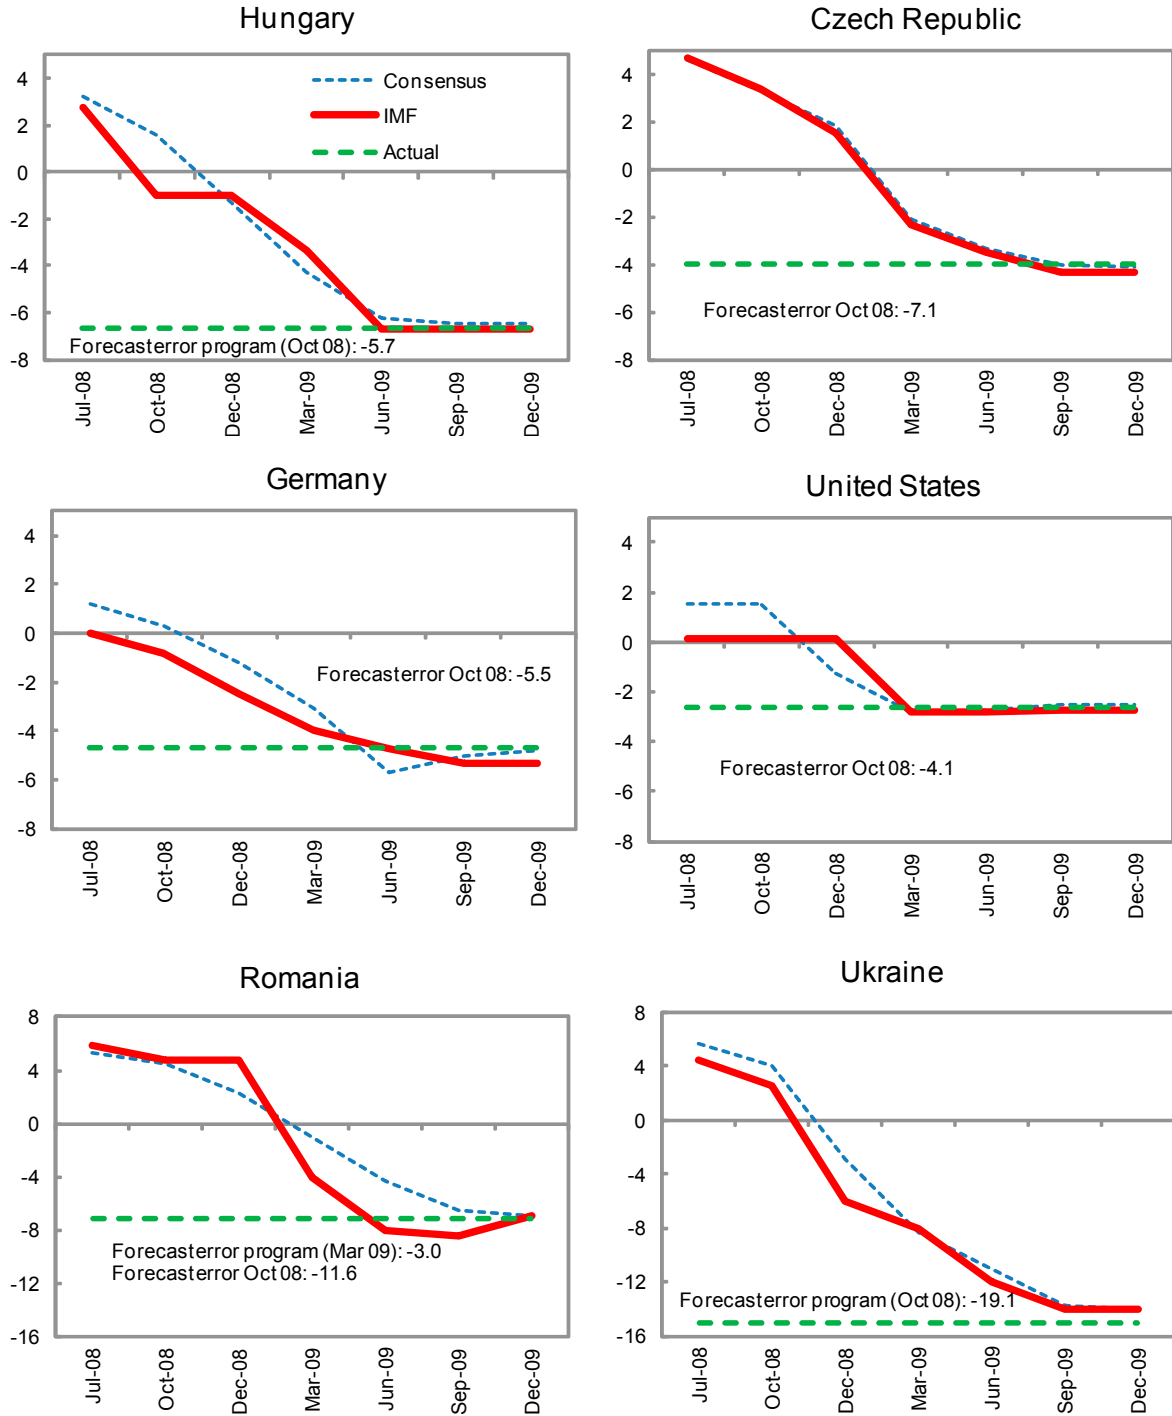 Hungary
4
2
0
-2
-4
-6
-8
Consensus
IMF
Actual
Forecasterror program (Oct 08): -5.7
Jul-08
Oct-08
Dec-08
Mar-09
Jun-09
Sep-09
Dec-09
Czech Republic
4
2
0
-2
-4
-6
-8
Forecasterror Oct 08: -7.1
Jul-08
Oct-08
Dec-08
Mar-09
Jun-09
Sep-09
Dec-09
Germany
4
2
0
-2
-4
-6
-8
Forecasterror Oct 08: -5.5
Jul-08
Oct-08
Dec-08
Mar-09
Jun-09
Sep-09
Dec-09
United States
4
2
0
-2
-4
-6
-8
Forecasterror Oct 08: -4.1
Jul-08
Oct-08
Dec-08
Mar-09
Jun-09
Sep-09
Dec-09
Romania
8
4
0
-4
-8
-12
-16
Forecasterror program (Mar 09): -3.0
Forecasterror Oct 08: -11.6
Jul-08
Oct-08
Dec-08
Mar-09
Jun-09
Sep-09
Dec-09
Ukraine
8
4
0
-4
-8
-12
-16
Forecasterror program (Oct 08): -19.1
Jul-08
Oct-08
Dec-08
Mar-09
Jun-09
Sep-09
Dec-09